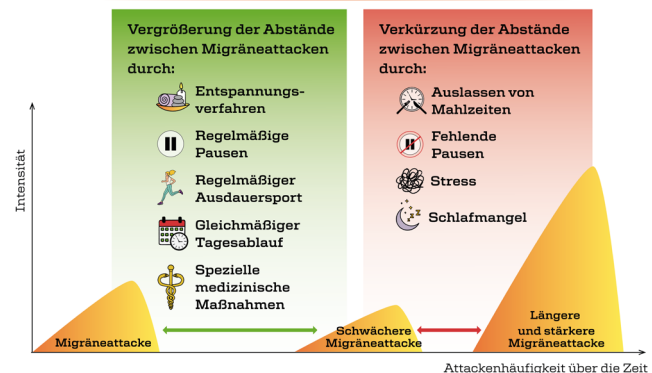 Vergrößerung der Abstände
zwischen Migräneattacken
durch:
Entspannungs-
verfahren
Regelmäßige
Pausen
Regelmäßiger
Ausdauersport
Gleichmäßiger
Tagesablauf
Spezielle
medizinische
Maßnahmen
Verkürzung der Abstände
zwischen Migräneattacken
durch:
Auslassen von
Mahlzeiten
Fehlende
Pausen
Stress
Schlafmangel
Intensität
Migräneattacke
Schwächere
Migräneattacke
Längere
und stärkere
Migräneattacke
Attackenhäufigkeit über die Zeit